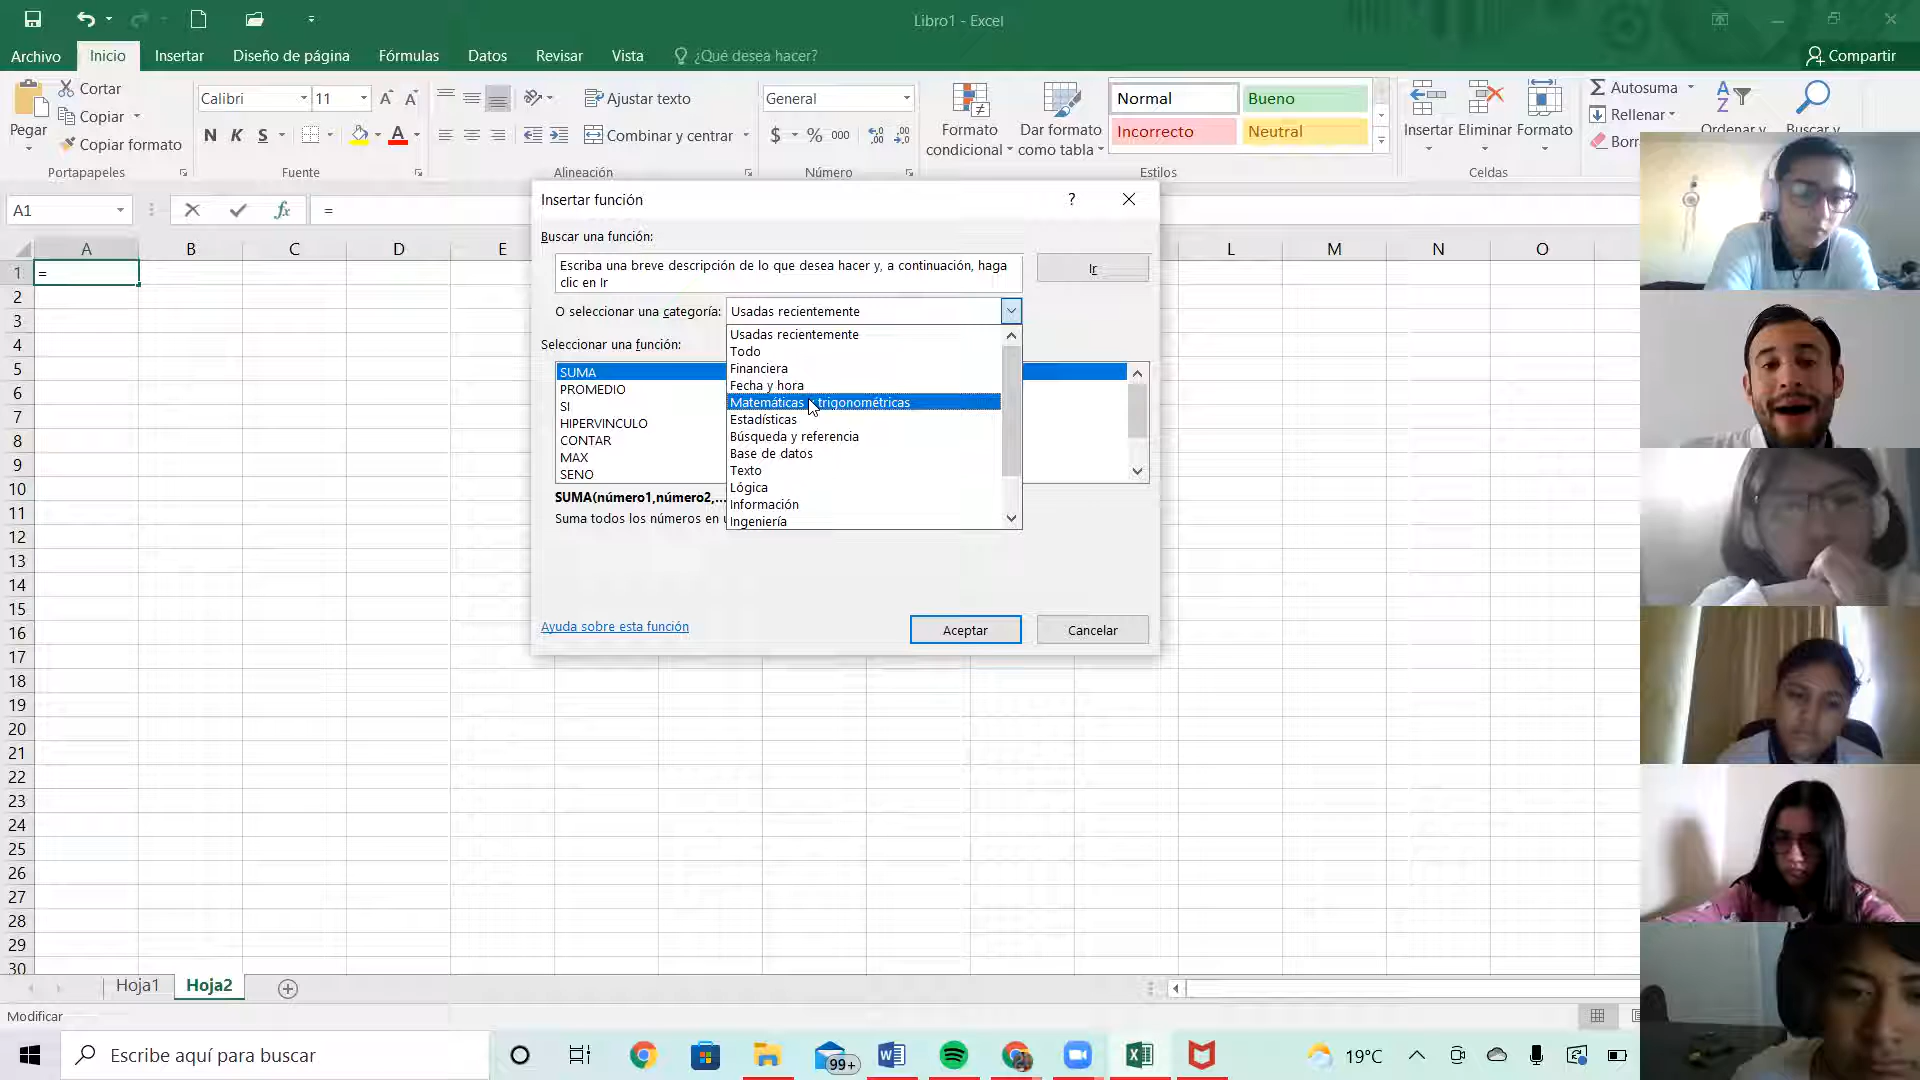 Libro1 - Excel
Archivo Inicio Insertar Diseño de página Fórmulas Datos Revisar Vista ¿Qué desea hacer? Compartir
Pegar
Cortar
Copiar
Copiar formato
Portapapeles
Calibri 11
N K S
Fuente
Ajustar texto
Combinar y centrar
Alineación
General
$ % 000
Número
Formato condicional
Dar formato como tabla
Normal Bueno
Incorrecto Neutral
Estilos
Insertar Eliminar Formato
Celdas
Autosuma
Rellenar
Ordenar y
Buscar y
A1 fx =
A B C D E L M N O
1 =
2
3
4
5
6
7
8
9
10
11
12
13
14
15
16
17
18
19
20
21
22
23
24
25
26
27
28
29
30
Insertar función ?
Buscar una función:
Escriba una breve descripción de lo que desea hacer y, a continuación, haga
clic en Ir
Ir
O seleccionar una categoría: Usadas recientemente
Usadas recientemente
Todo
Financiera
Fecha y hora
Matemáticas trigonométricas
Estadísticas
Búsqueda y referencia
Base de datos
Texto
Lógica
Información
Ingeniería
Seleccionar una función:
SUMA
PROMEDIO
SI
HIPERVINCULO
CONTAR
MAX
SENO
SUMA(número1,número2,...
Suma todos los números en
Ayuda sobre esta función
Aceptar Cancelar
Hoja1 Hoja2
Modificar
Escribe aquí para buscar
99+
19°C